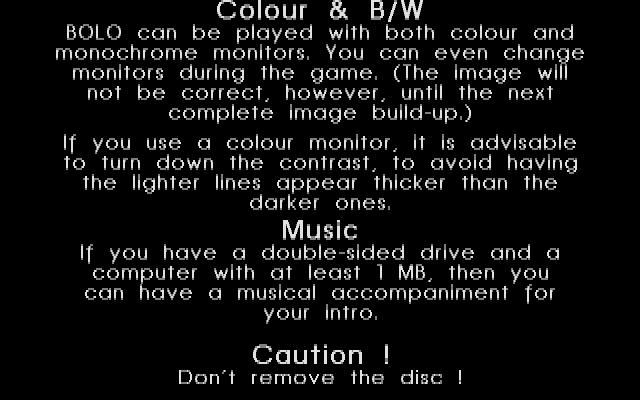 Colour & B/W
BOLO can be played with both colour and
monochrome monitors. You can even change
monitors during the game. (The image will
not be correct, however, until the next
complete image build-up.)
If you use a colour monitor, it is advisable
to turn down the contrast, to avoid having
the lighter lines appear thicker than the
darker ones.
Music
If you have a double-sided drive and a
computer with at least 1 MB, then you
can have a musical accompaniment for
your intro.
Caution !
Don't remove the disc !